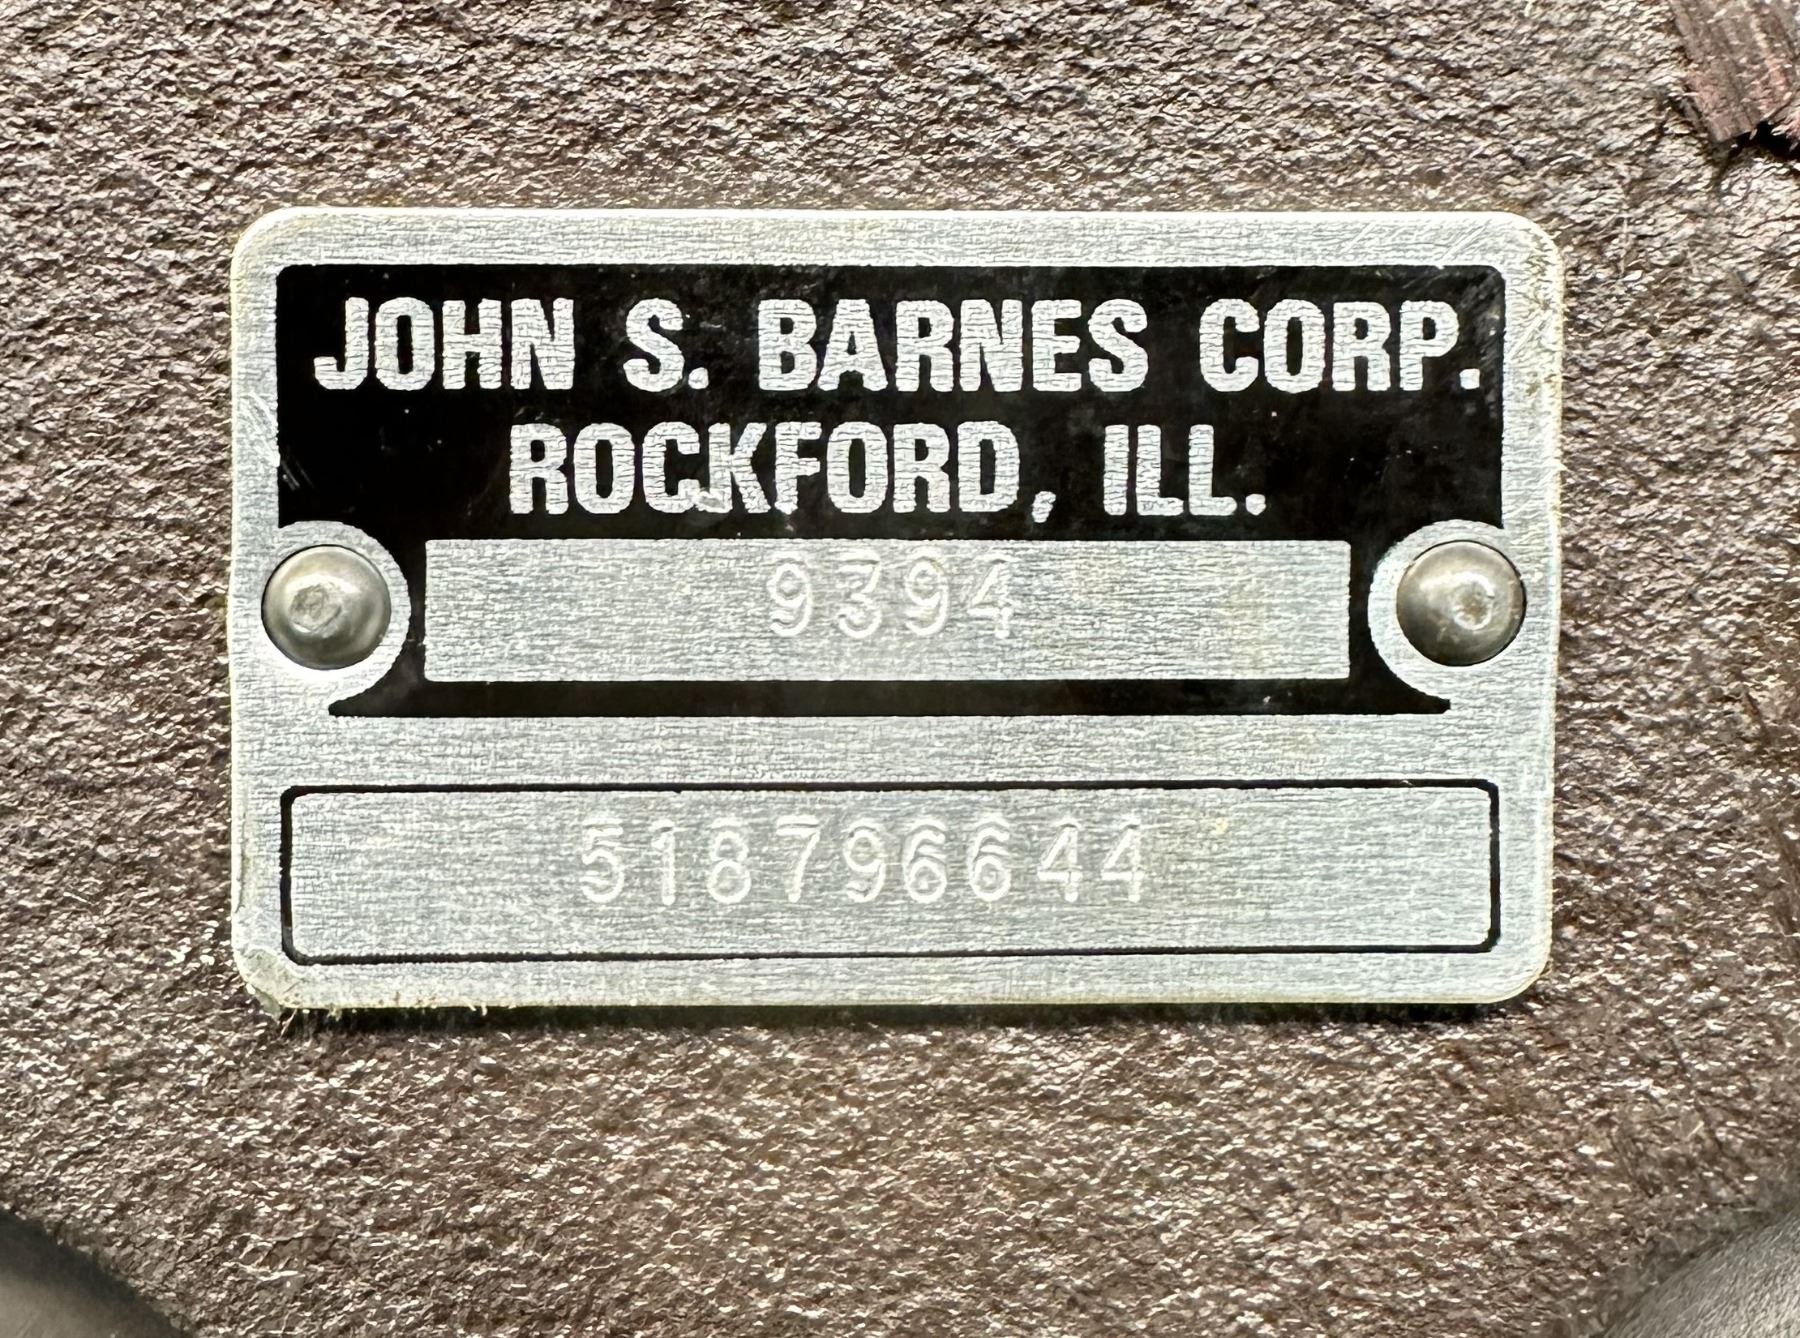 JOHN S. BARNES CORP.
ROCKFORD, ILL.
9394
518796644